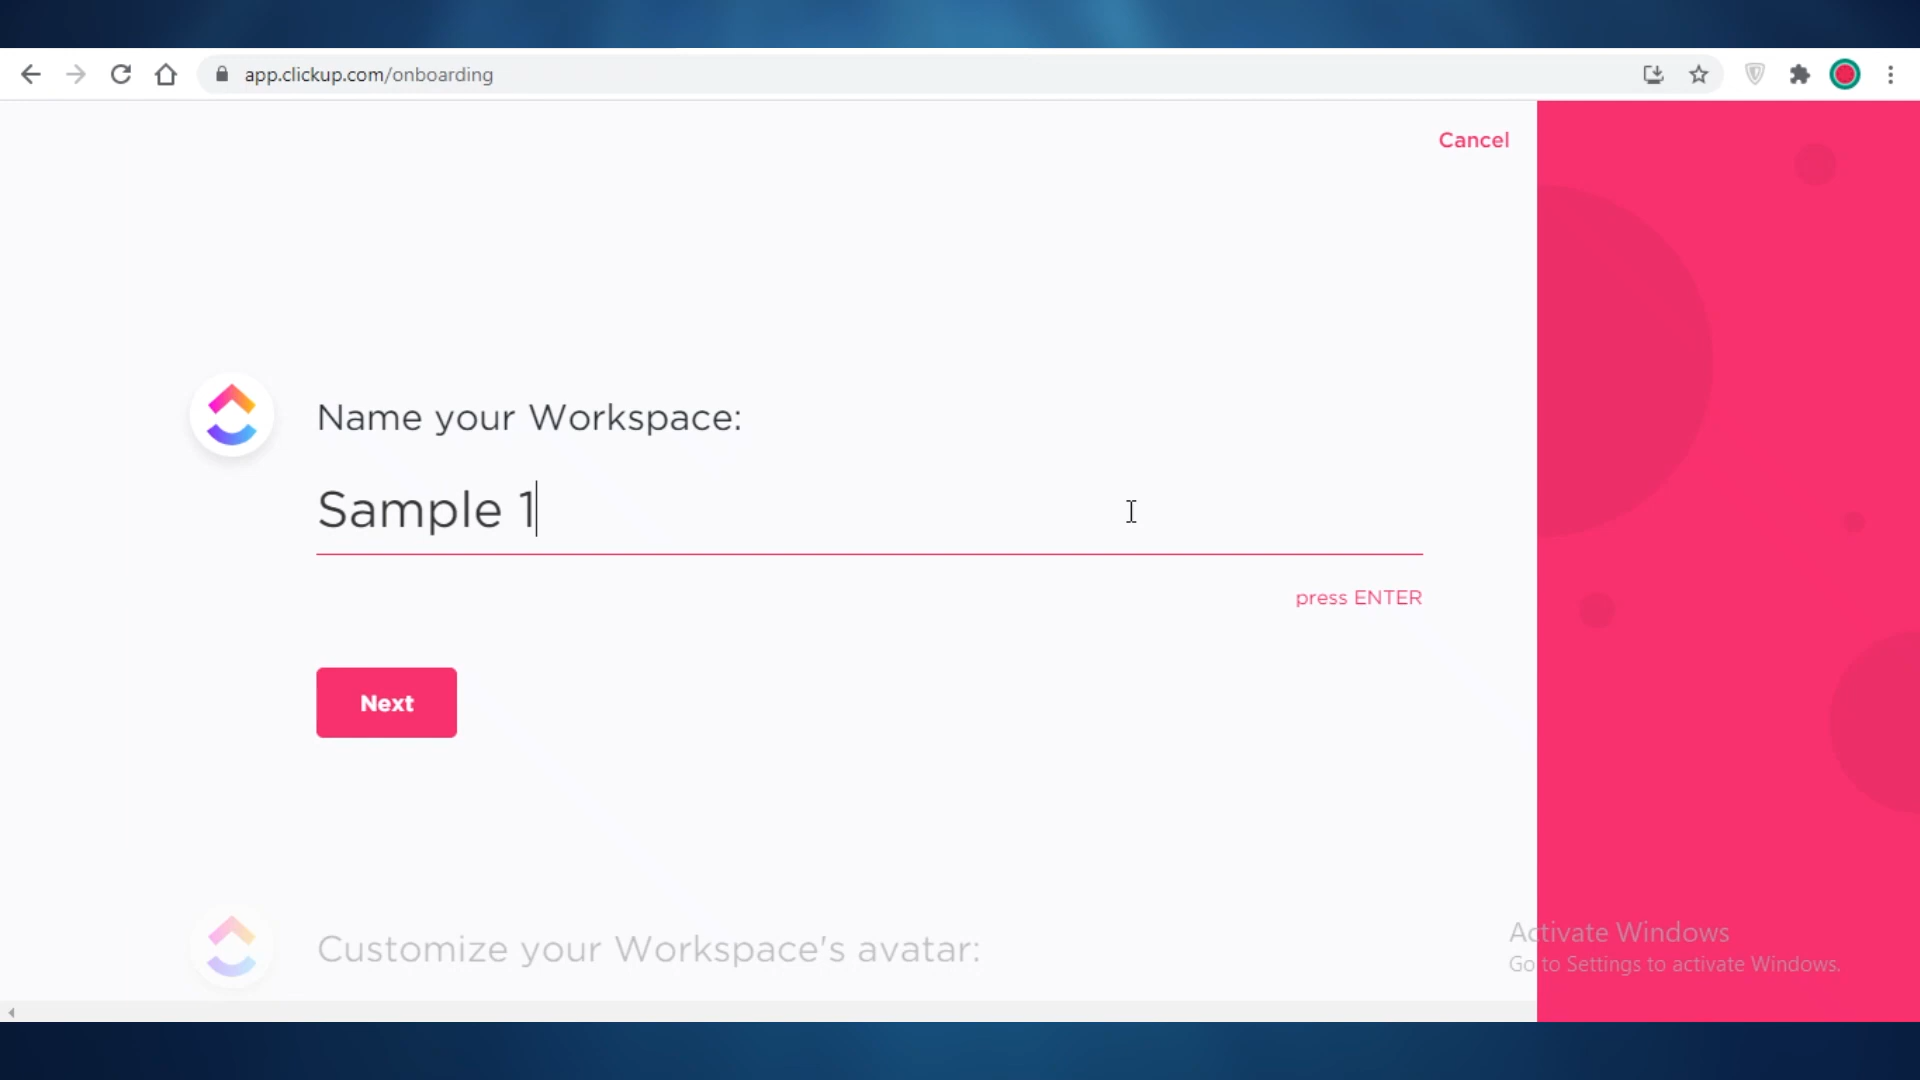 app.clickup.com/onboarding
Cancel
Name your Workspace:
Sample 1
press ENTER
Next
Customize your Workspace's avatar:
Activate Windows
Go to Settings to activate Windows.